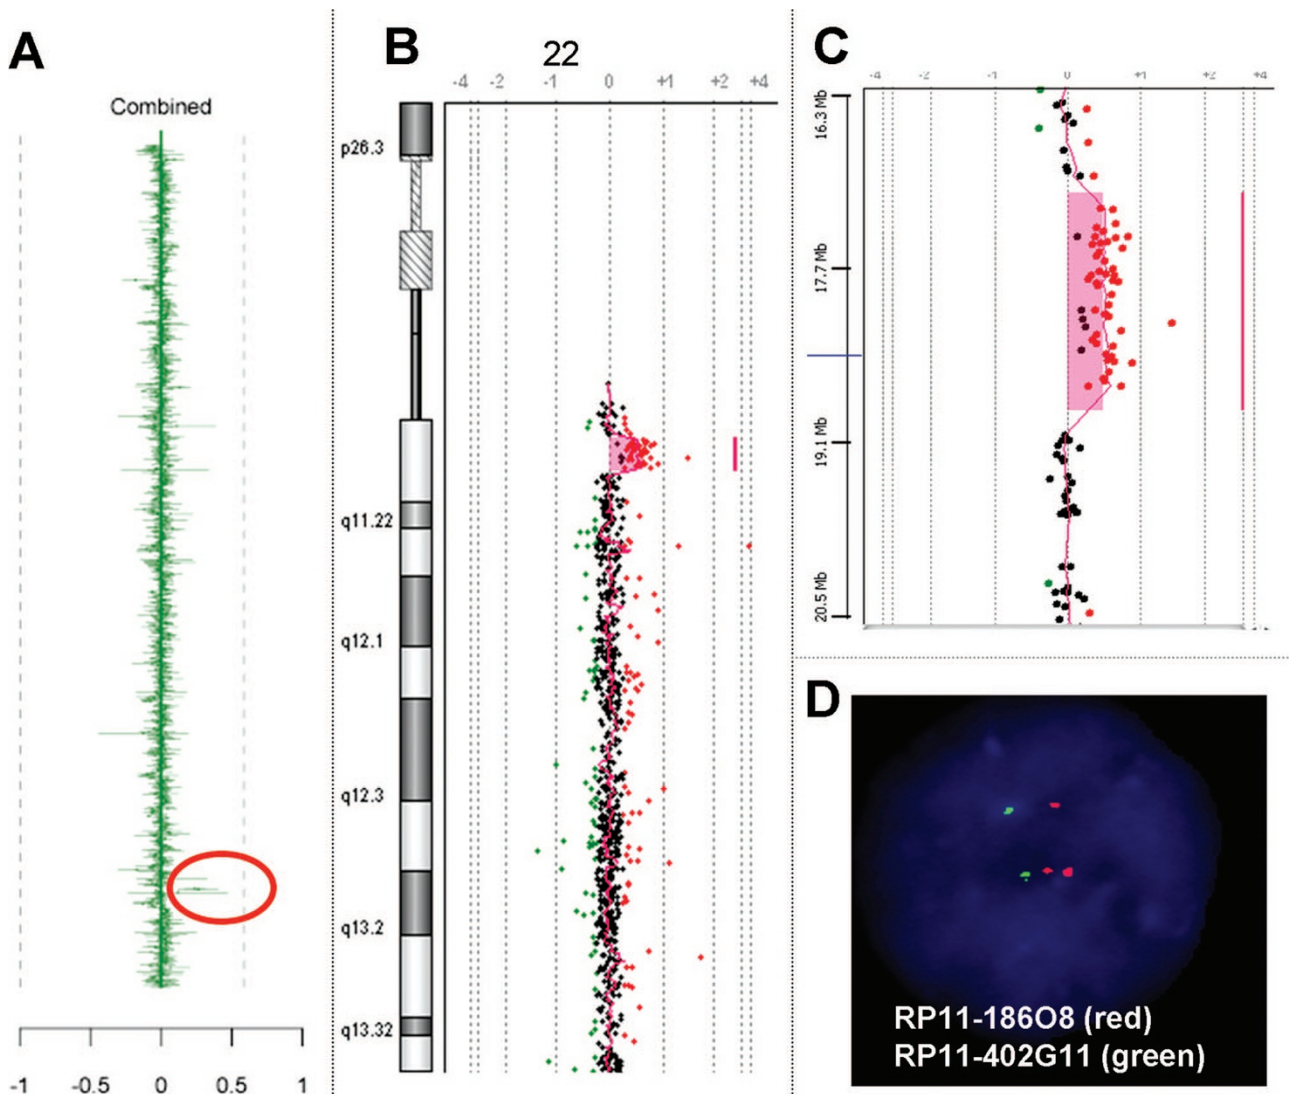 A
Combined
-1
-0.5
0
0.5
1
B
22
-4
-2
-1
0
+1
+2
+4
p26.3
q11.22
q12.1
q12.3
q13.2
q13.32
C
-4
-2
-1
0
+1
+2
+4
16.3 Mb
17.7 Mb
19.1 Mb
20.5 Mb
D
RP11-186O8 (red)
RP11-402G11 (green)